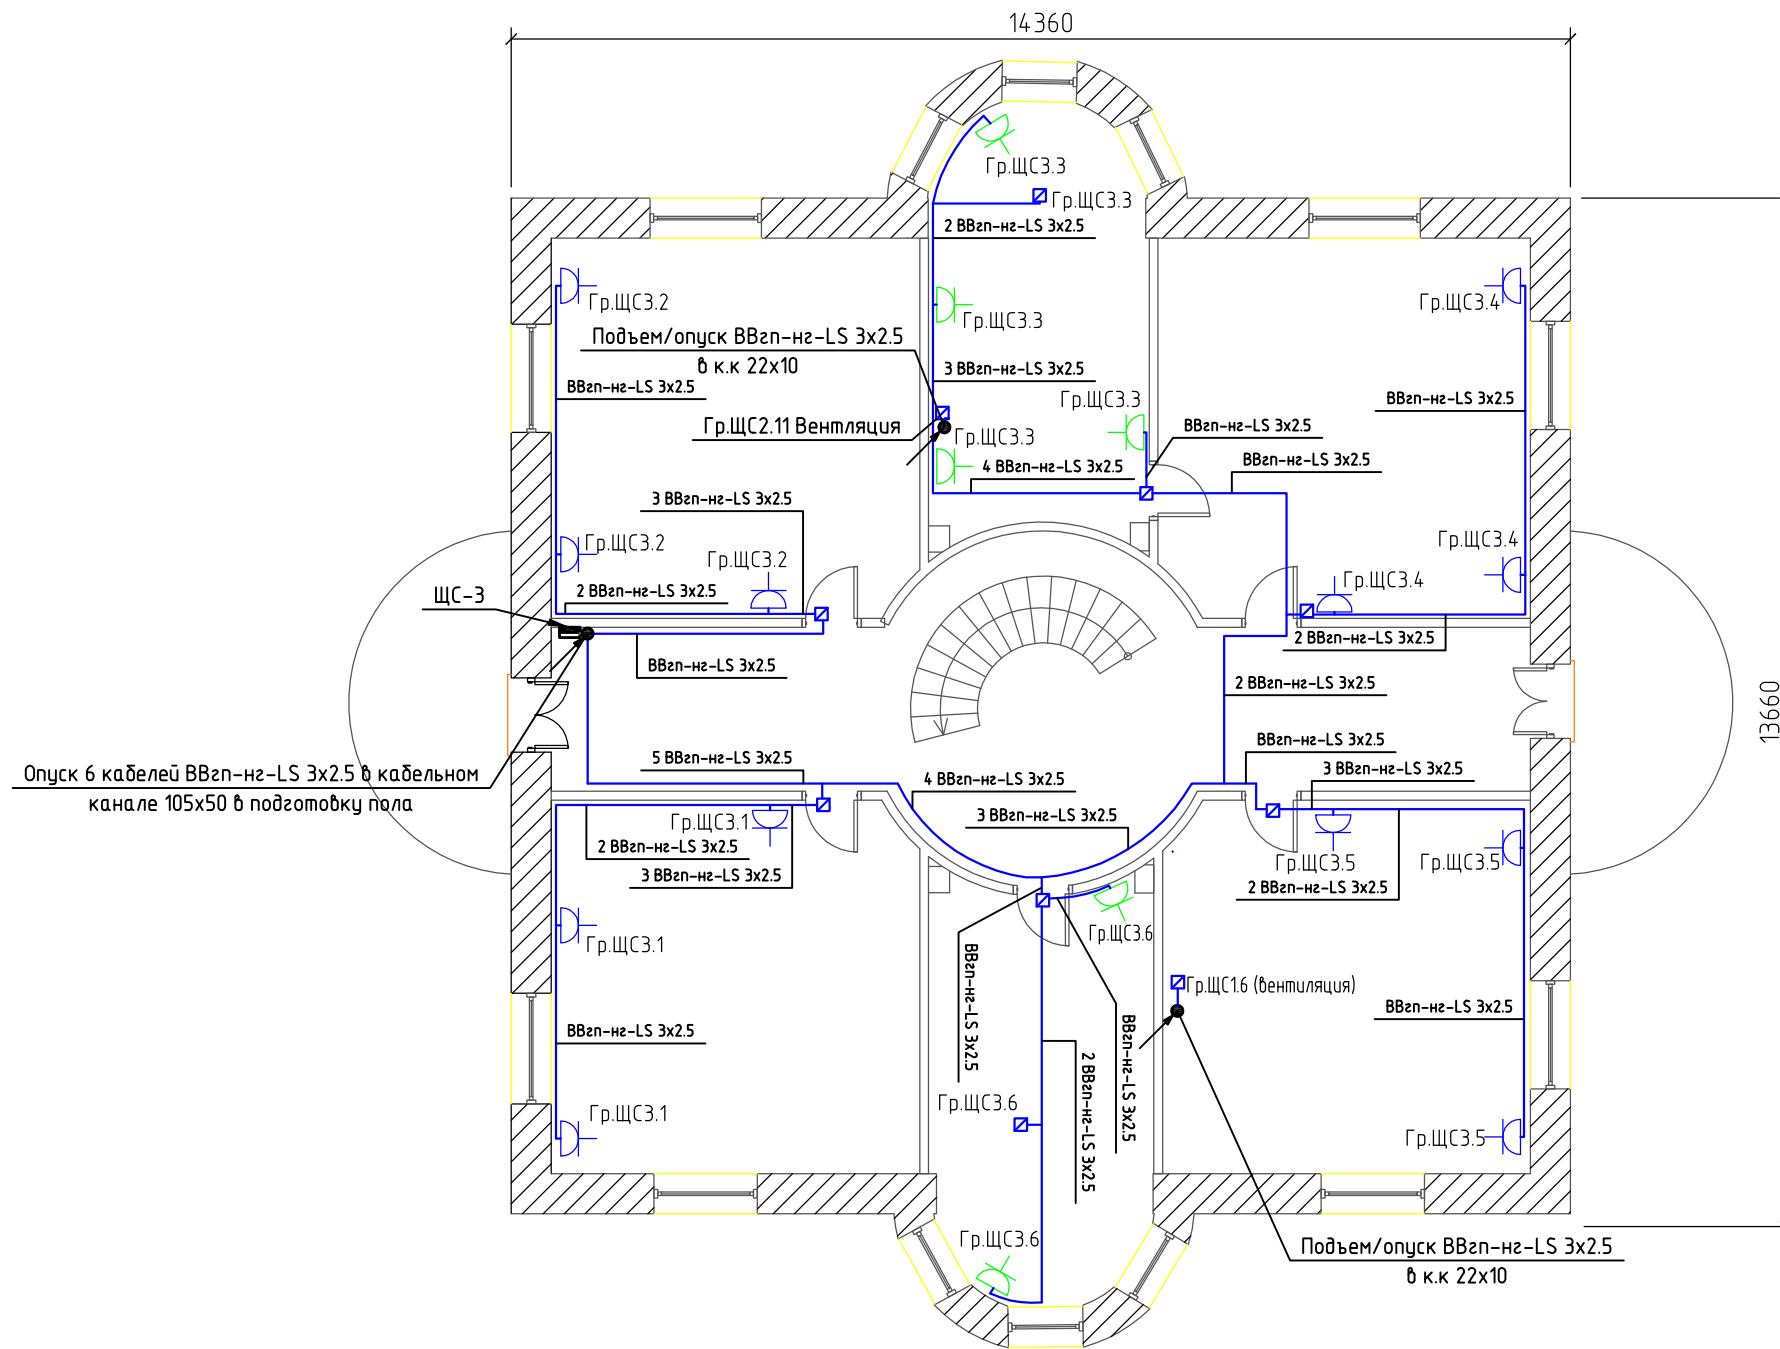 14360
Гр.ЩС3.3
Гр.ЩС3.3
2 ВВгп-нг-LS 3х2.5
Гр.ЩС3.2
Гр.ЩС3.4
Гр.ЩС3.3
Подъем/опуск ВВгп-нг-LS 3х2.5
в к.к 22х10
3 ВВгп-нг-LS 3х2.5
ВВгп-нг-LS 3х2.5
ВВгп-нг-LS 3х2.5
Гр.ЩС3.3
Гр.ЩС2.11 Вентляция
ВВгп-нг-LS 3х2.5
Гр.ЩС3.3
4 ВВгп-нг-LS 3х2.5
ВВгп-нг-LS 3х2.5
3 ВВгп-нг-LS 3х2.5
Гр.ЩС3.2
Гр.ЩС3.2
Гр.ЩС3.4
Гр.ЩС3.4
ЩС-3
2 ВВгп-нг-LS 3х2.5
2 ВВгп-нг-LS 3х2.5
ВВгп-нг-LS 3х2.5
2 ВВгп-нг-LS 3х2.5
13660
ВВгп-нг-LS 3х2.5
5 ВВгп-нг-LS 3х2.5
4 ВВгп-нг-LS 3х2.5
3 ВВгп-нг-LS 3х2.5
Опуск 6 кабелей ВВгп-нг-LS 3х2.5 в кабельном
канале 105х50 в подготовку пола
3 ВВгп-нг-LS 3х2.5
Гр.ЩС3.1
2 ВВгп-нг-LS 3х2.5
3 ВВгп-нг-LS 3х2.5
Гр.ЩС3.5
Гр.ЩС3.5
2 ВВгп-нг-LS 3х2.5
Гр.ЩС3.1
Гр.ЩС3.6
ВВгп-нг-LS 3х2.5
Гр.ЩС1.6 (вентиляция)
ВВгп-нг-LS 3х2.5
ВВгп-нг-LS 3х2.5
ВВгп-нг-LS 3х2.5
2 ВВгп-нг-LS 3х2.5
Гр.ЩС3.6
Гр.ЩС3.1
Гр.ЩС3.5
Гр.ЩС3.6
Подъем/опуск ВВгп-нг-LS 3х2.5
в к.к 22х10